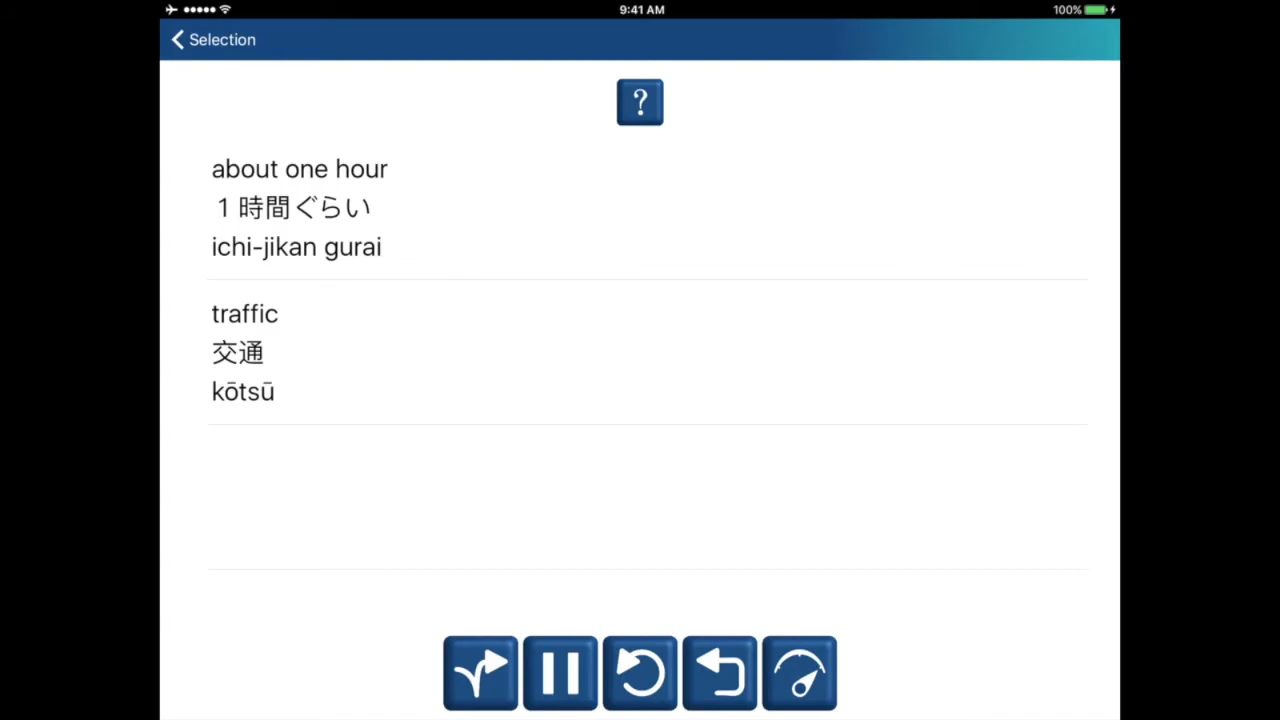 9:41 AM
100%
Selection
?
about one hour
１時間ぐらい
ichi-jikan gurai
traffic
交通
kōtsū